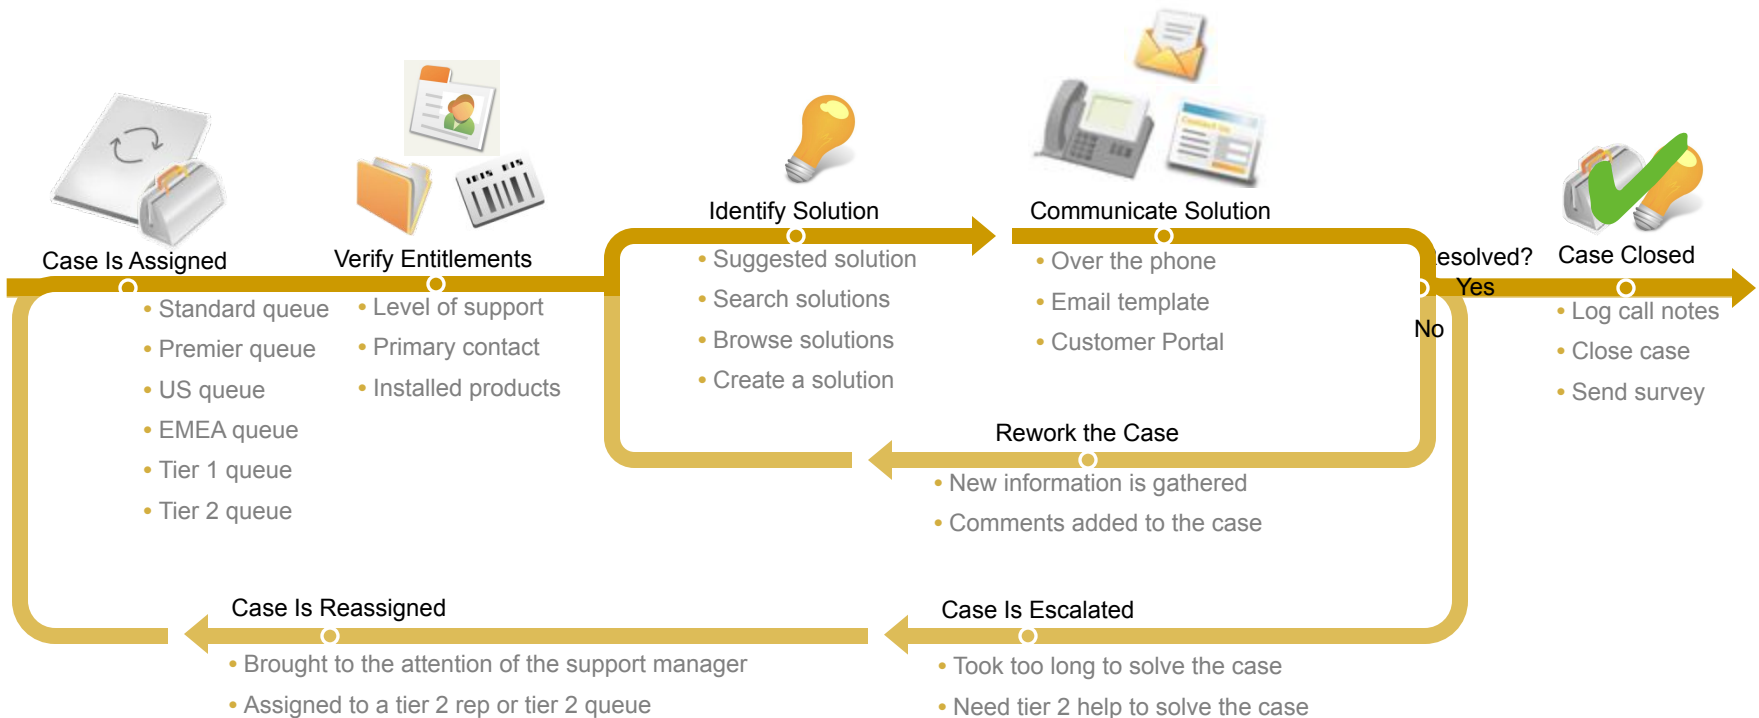 Case Is Assigned
• Standard queue
• Premier queue
• US queue
• EMEA queue
• Tier 1 queue
• Tier 2 queue
Verify Entitlements
• Level of support
• Primary contact
• Installed products
Identify Solution
• Suggested solution
• Search solutions
• Browse solutions
• Create a solution
Communicate Solution
• Over the phone
• Email template
• Customer Portal
Contact Us
esolved?
Yes
No
Case Closed
• Log call notes
• Close case
• Send survey
Rework the Case
• New information is gathered
• Comments added to the case
Case Is Escalated
• Took too long to solve the case
• Need tier 2 help to solve the case
Case Is Reassigned
• Brought to the attention of the support manager
• Assigned to a tier 2 rep or tier 2 queue